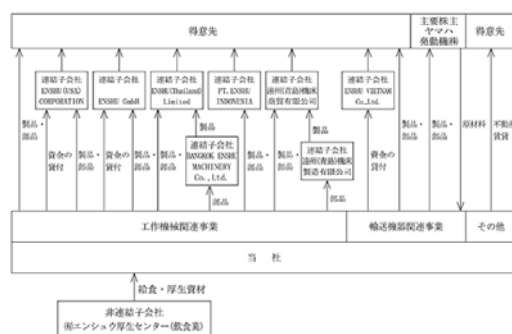 得意先
主要株主
ヤマハ
発動機㈱
得意先
連結子会社
ENSHU(USA)
CORPORATION
連結子会社
ENSHU GmbH
連結子会社
ENSHU(Thailand)
Limited
連結子会社
PT. ENSHU
INDONESIA
連結子会社
遠州(青島)機床
商貿有限公司
連結子会社
ENSHU VIETNAM
Co.,Ltd.
製品・
部品
製品・
部品
資金の
貸付
製品・
部品
資金の
貸付
製品・
部品
製品・
部品
製品
連結子会社
BANGKOK ENSHU
MACHINERY
Co.,Ltd.
部品
製品・
部品
製品・
部品
製品
連結子会社
遠州(青島)機床
製造有限公司
部品
資金の
貸付
製品・
部品
製品・
部品
原材料
不動産
賃貸
工作機械関連事業
輸送機器関連事業
その他
当 社
給食・厚生資材
非連結子会社
㈲エンシュウ厚生センター(飲食業)